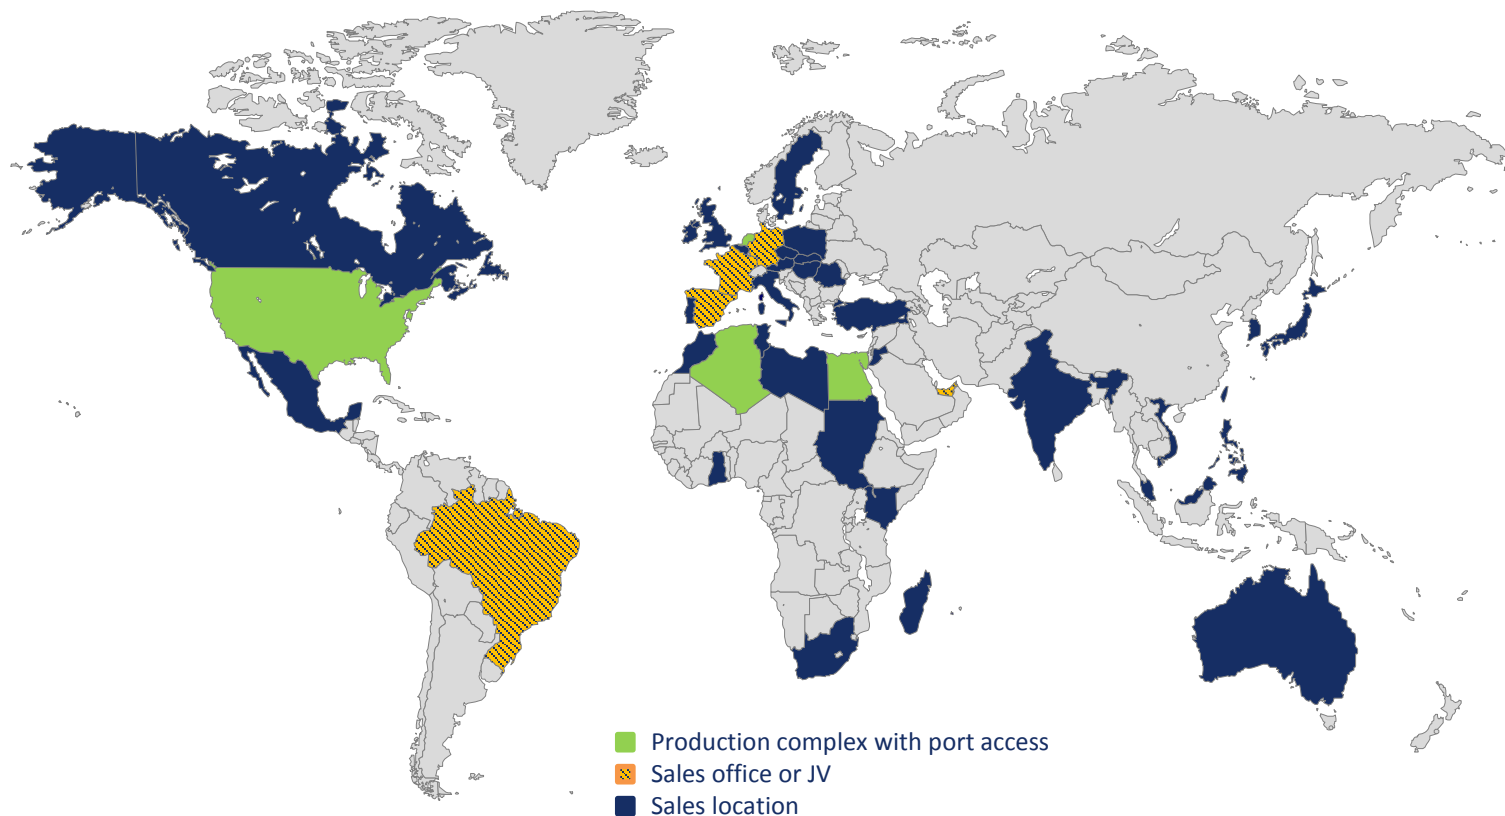 Production complex with port access
Sales office or JV
Sales location